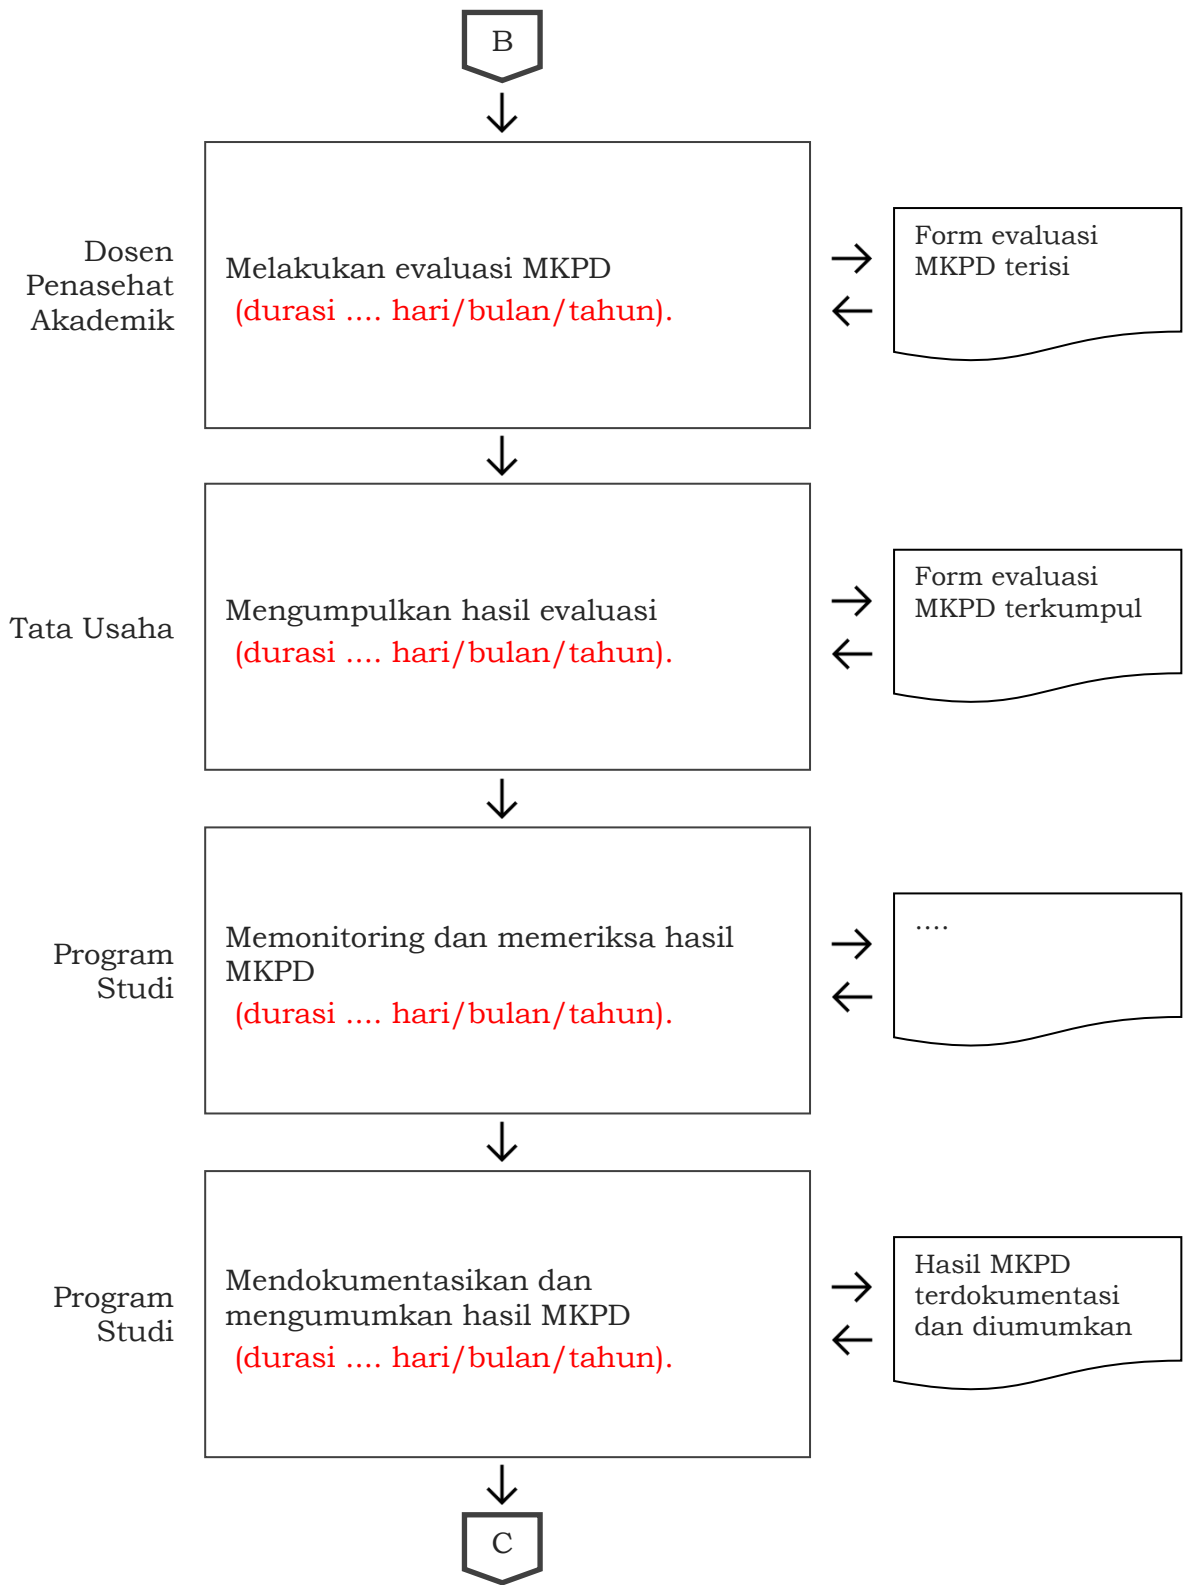 B
Dosen
Penasehat
Akademik
Melakukan evaluasi MKPD
(durasi .... hari/bulan/tahun).
Form evaluasi
MKPD terisi
Tata Usaha
Mengumpulkan hasil evaluasi
(durasi .... hari/bulan/tahun).
Form evaluasi
MKPD terkumpul
Program
Studi
Memonitoring dan memeriksa hasil
MKPD
(durasi .... hari/bulan/tahun).
....
Program
Studi
Mendokumentasikan dan
mengumumkan hasil MKPD
(durasi .... hari/bulan/tahun).
Hasil MKPD
terdokumentasi
dan diumumkan
C